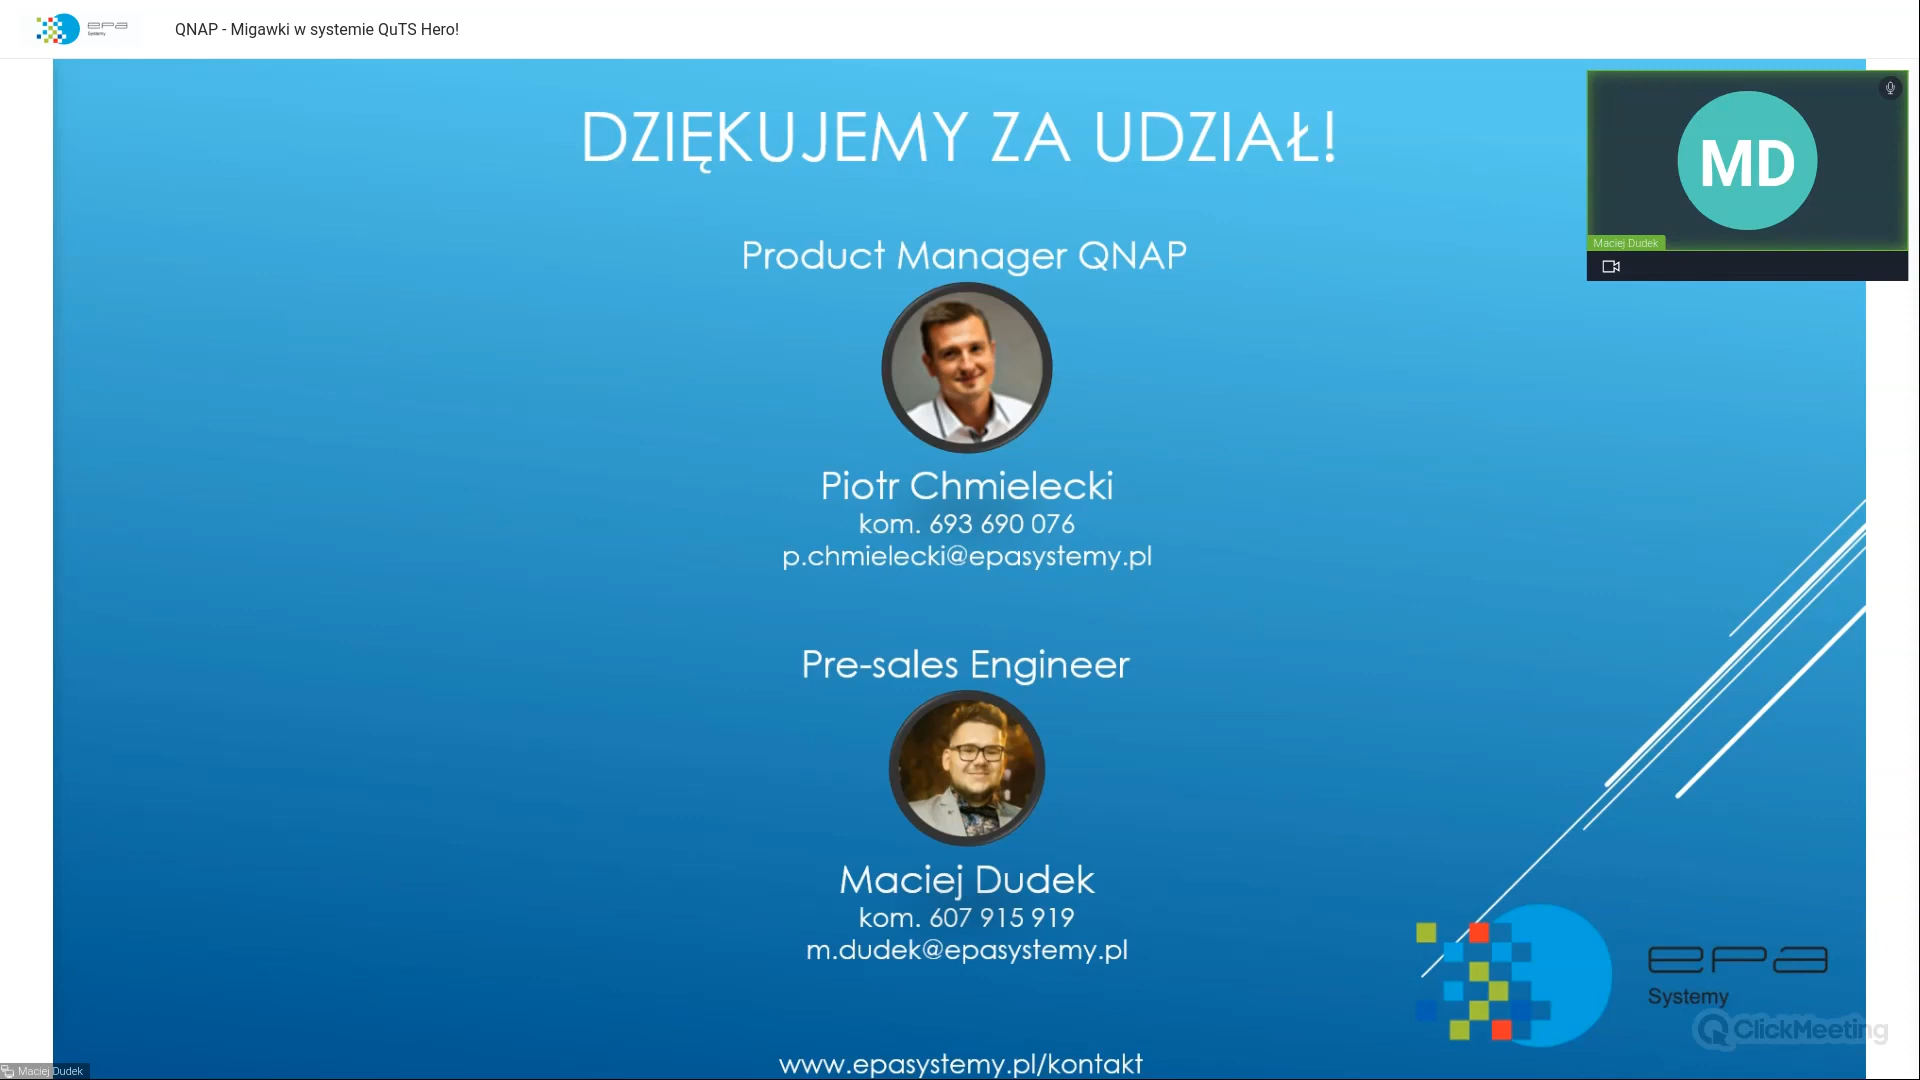 epa
Systemy
QNAP - Migawki w systemie QuTS Hero!
DZIĘKUJEMY ZA UDZIAŁ!
MD
Maciej Dudek
Product Manager QNAP
Piotr Chmielecki
kom. 693 690 076
p.chmielecki@epasystemy.pl
Pre-sales Engineer
Maciej Dudek
kom. 607 915 919
m.dudek@epasystemy.pl
epa
Systemy
ClickMeeting
www.epasystemy.pl/kontakt
Maciej Dudek